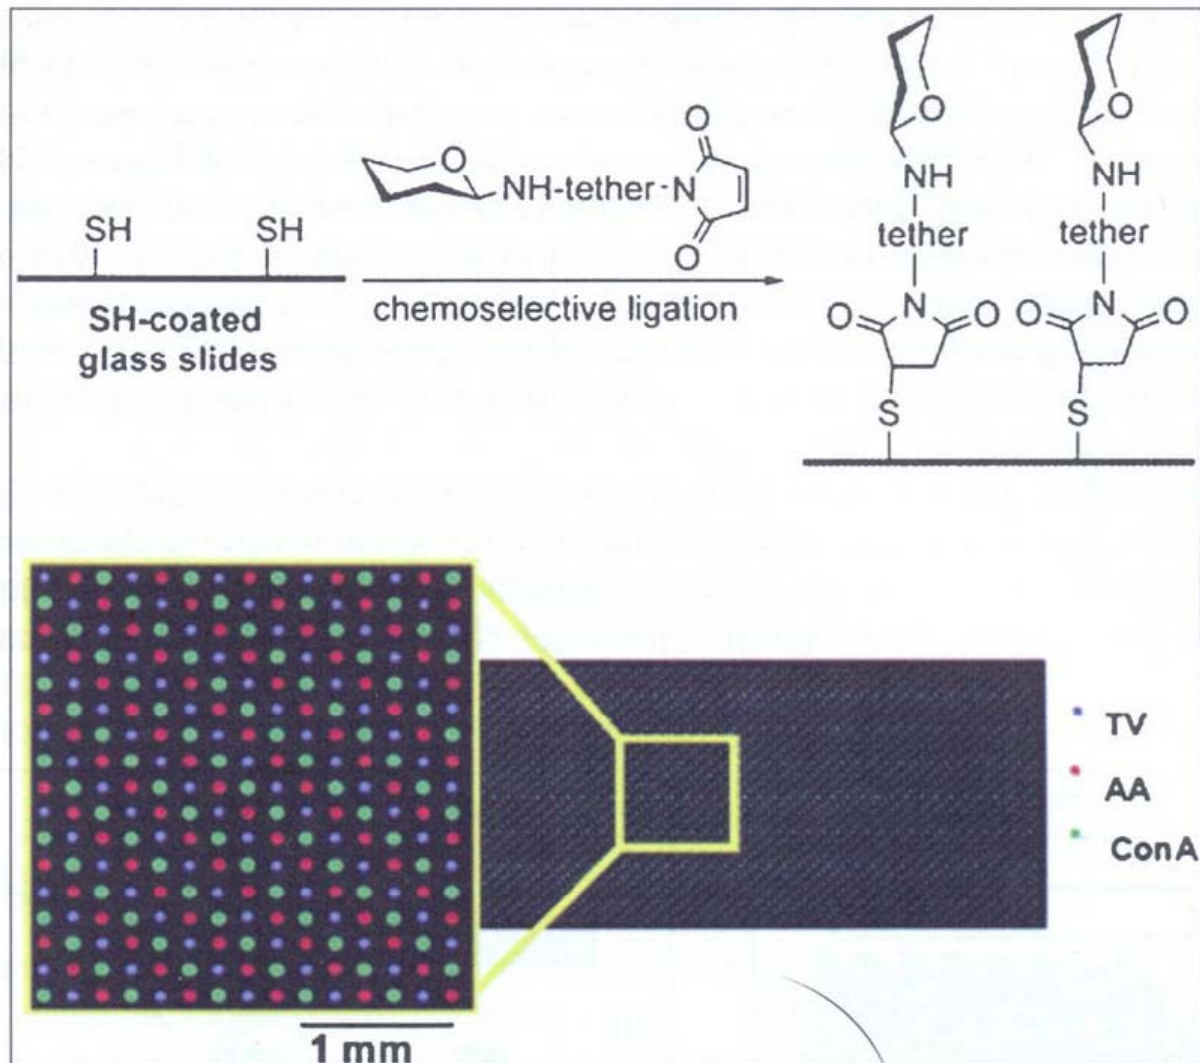 O
O
NH-tether-N
O
SH SH
SH-coated
glass slides
chemoselective ligation
O O
NH NH
tether tether
N N
O O O O
S S
TV
AA
ConA
1 mm